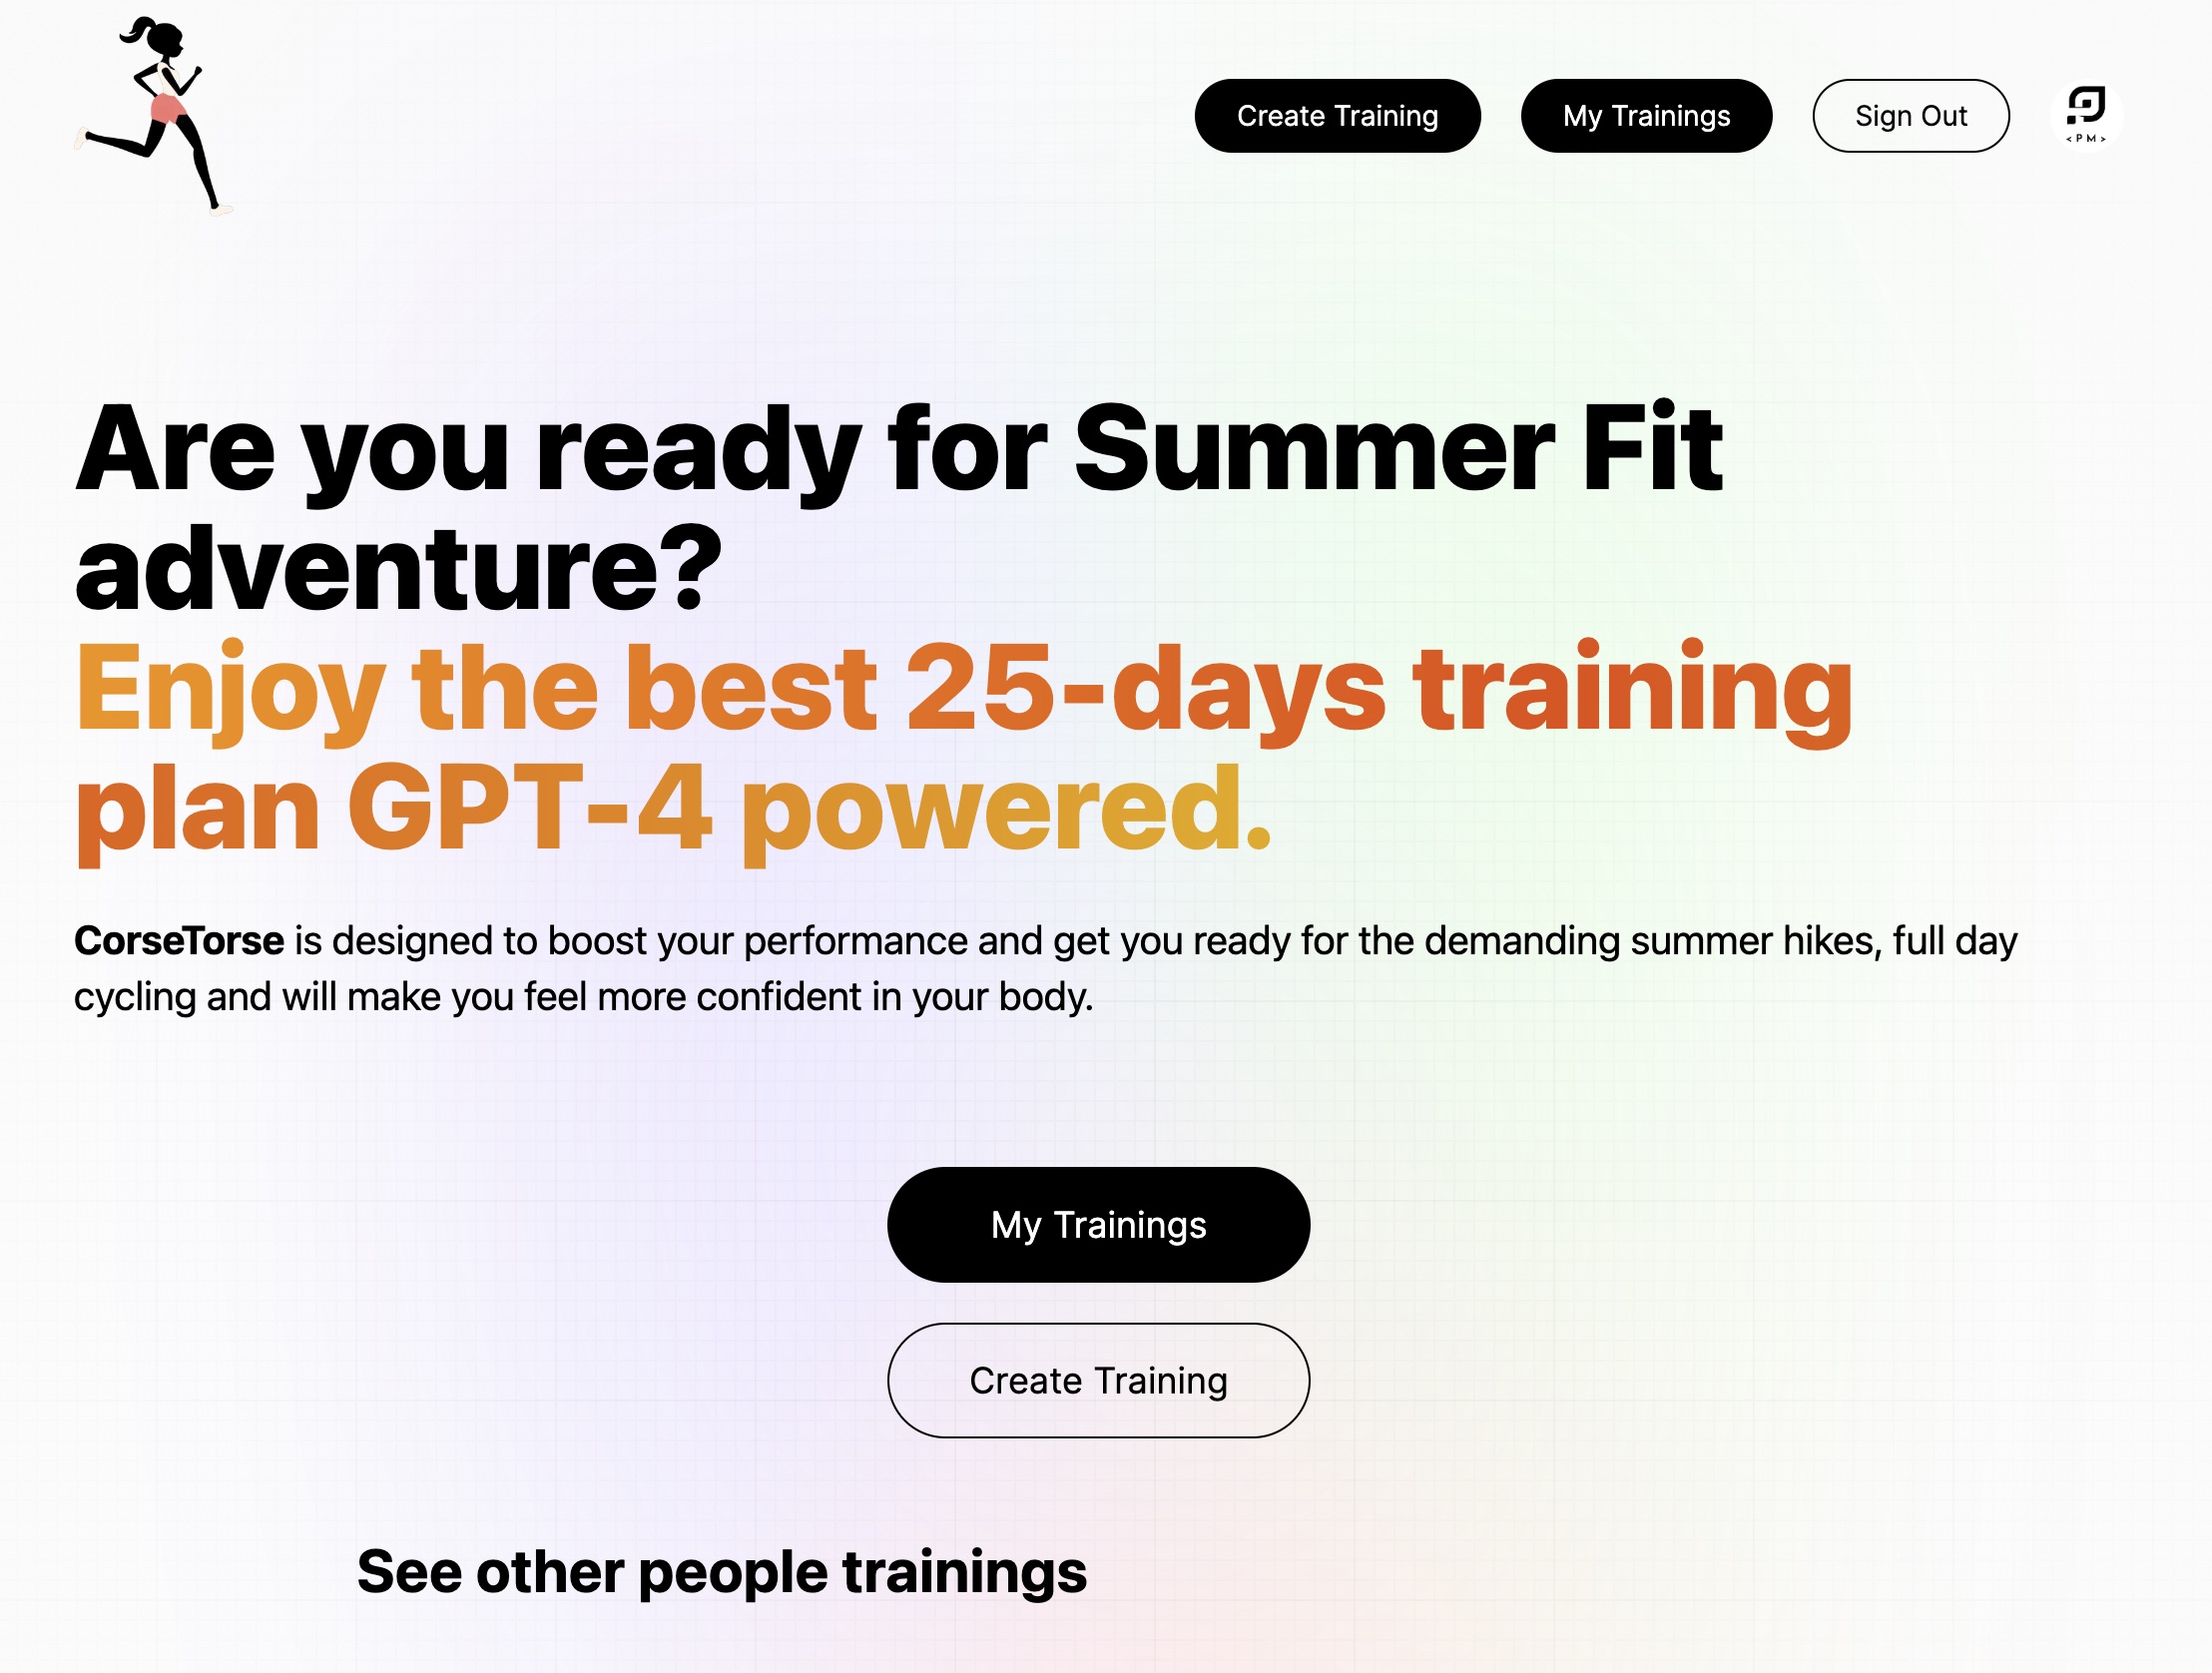 Create Training
My Trainings
Sign Out
<PM>
Are you ready for Summer Fit
adventure?
Enjoy the best 25-days training
plan GPT-4 powered.
CorseTorse is designed to boost your performance and get you ready for the demanding summer hikes, full day
cycling and will make you feel more confident in your body.
My Trainings
Create Training
See other people trainings